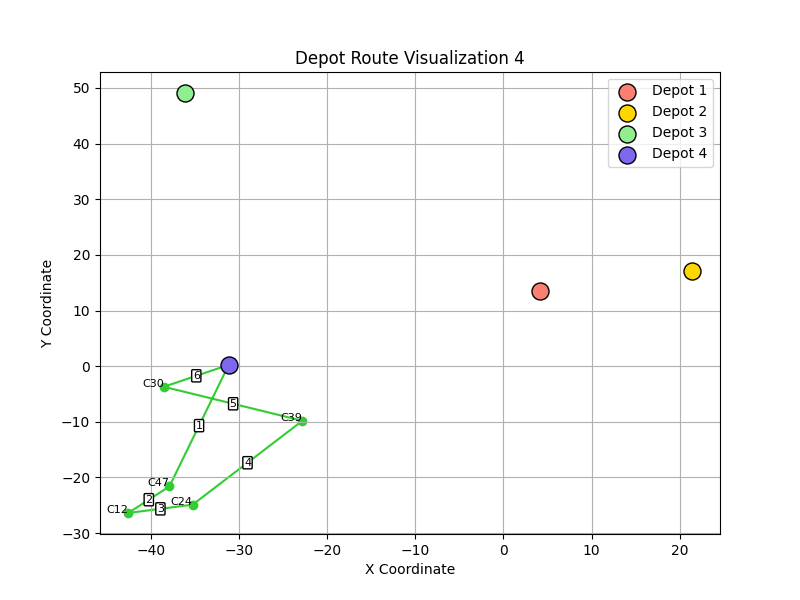 Depot Route Visualization 4
Depot 1
Depot 2
Depot 3
Depot 4
Y Coordinate
50
40
30
20
10
0
−10
−20
−30
C30
6
5
C39
1
4
C47
2
C12
3
C24
−40
−30
−20
−10
0
10
20
X Coordinate